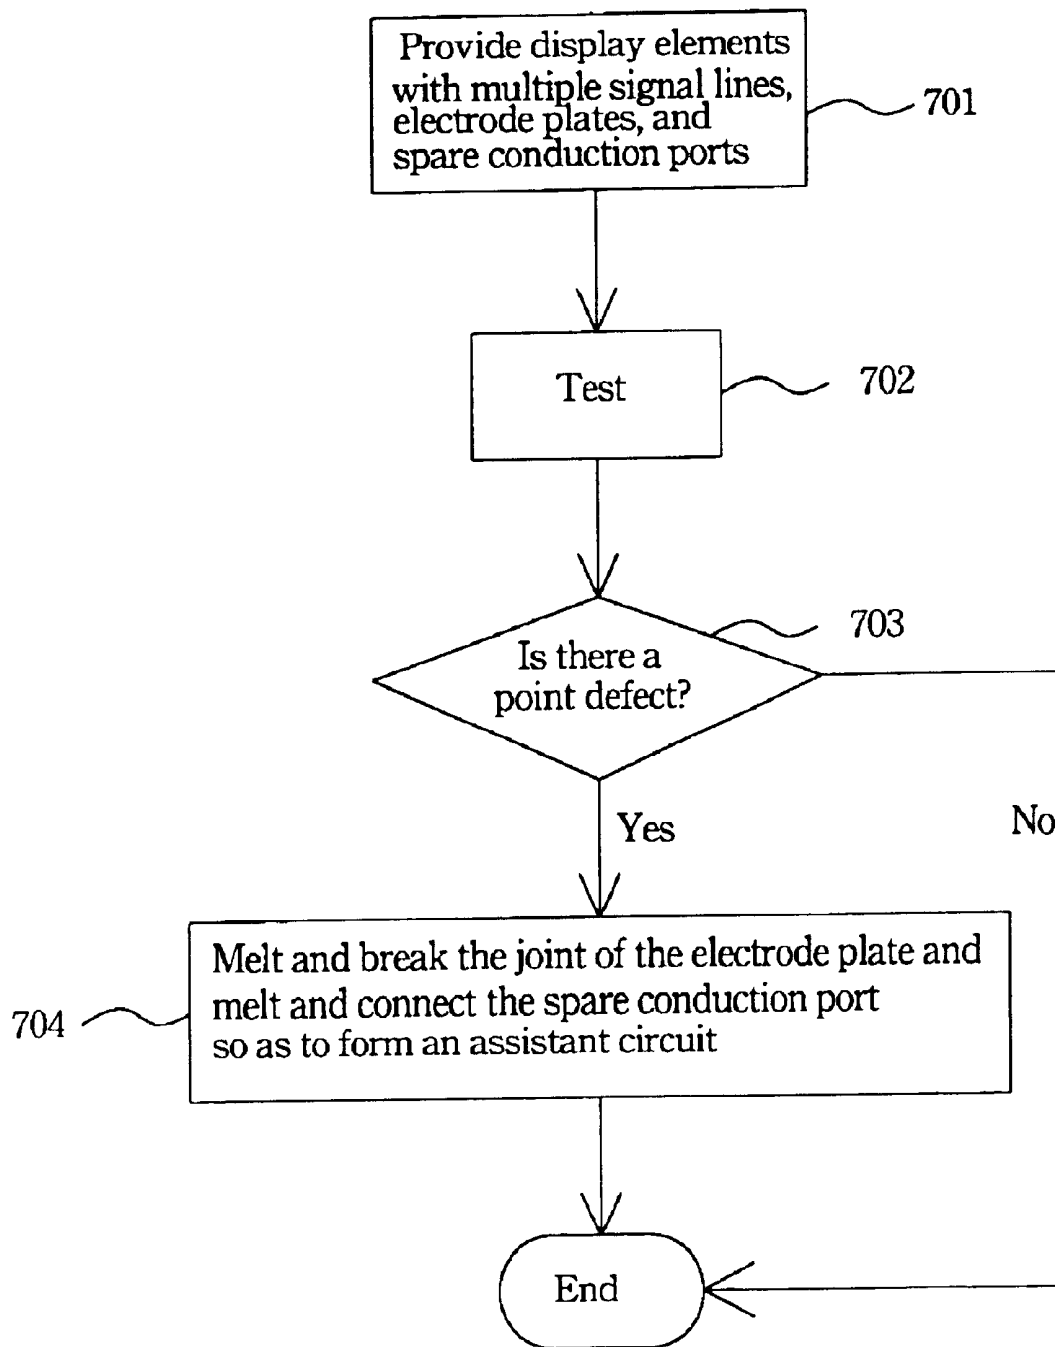 Provide display elements
with multiple signal lines,
electrode plates, and
spare conduction ports
701
Test
702
703
Is there a
point defect?
Yes
No
Melt and break the joint of the electrode plate and
melt and connect the spare conduction port
so as to form an assistant circuit
704
End